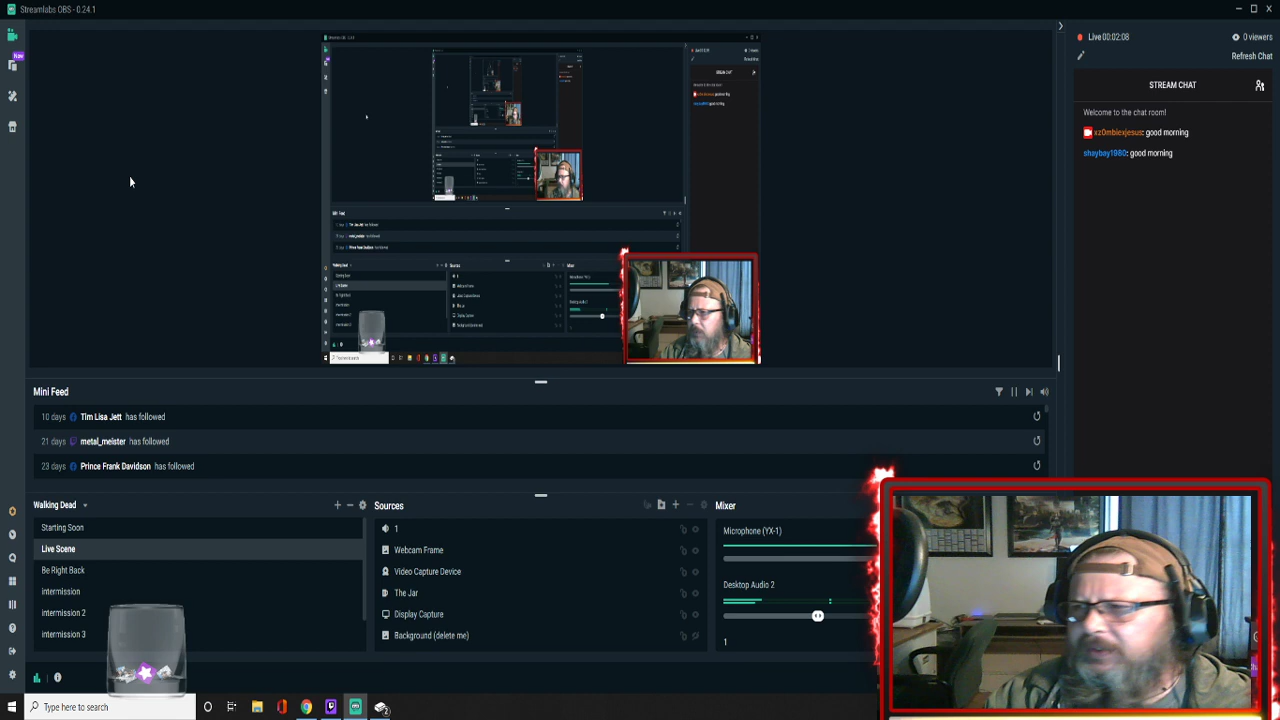 Streamlabs OBS - 0.24.1
New
Live 00:02:08
0 viewers
Refresh Chat
STREAM CHAT
Welcome to the chat room!
xz0mbiexjesus: good morning
shaybay1980: good morning
Mini Feed
10 days Tim Lisa Jett has followed
21 days metal_meister has followed
23 days Prince Frank Davidson has followed
Walking Dead
Starting Soon
Live Scene
Be Right Back
intermission
intermission 2
intermission 3
Sources
1
Webcam Frame
Video Capture Device
The Jar
Display Capture
Background (delete me)
Mixer
Microphone (YX-1)
Desktop Audio 2
1
Type here to search